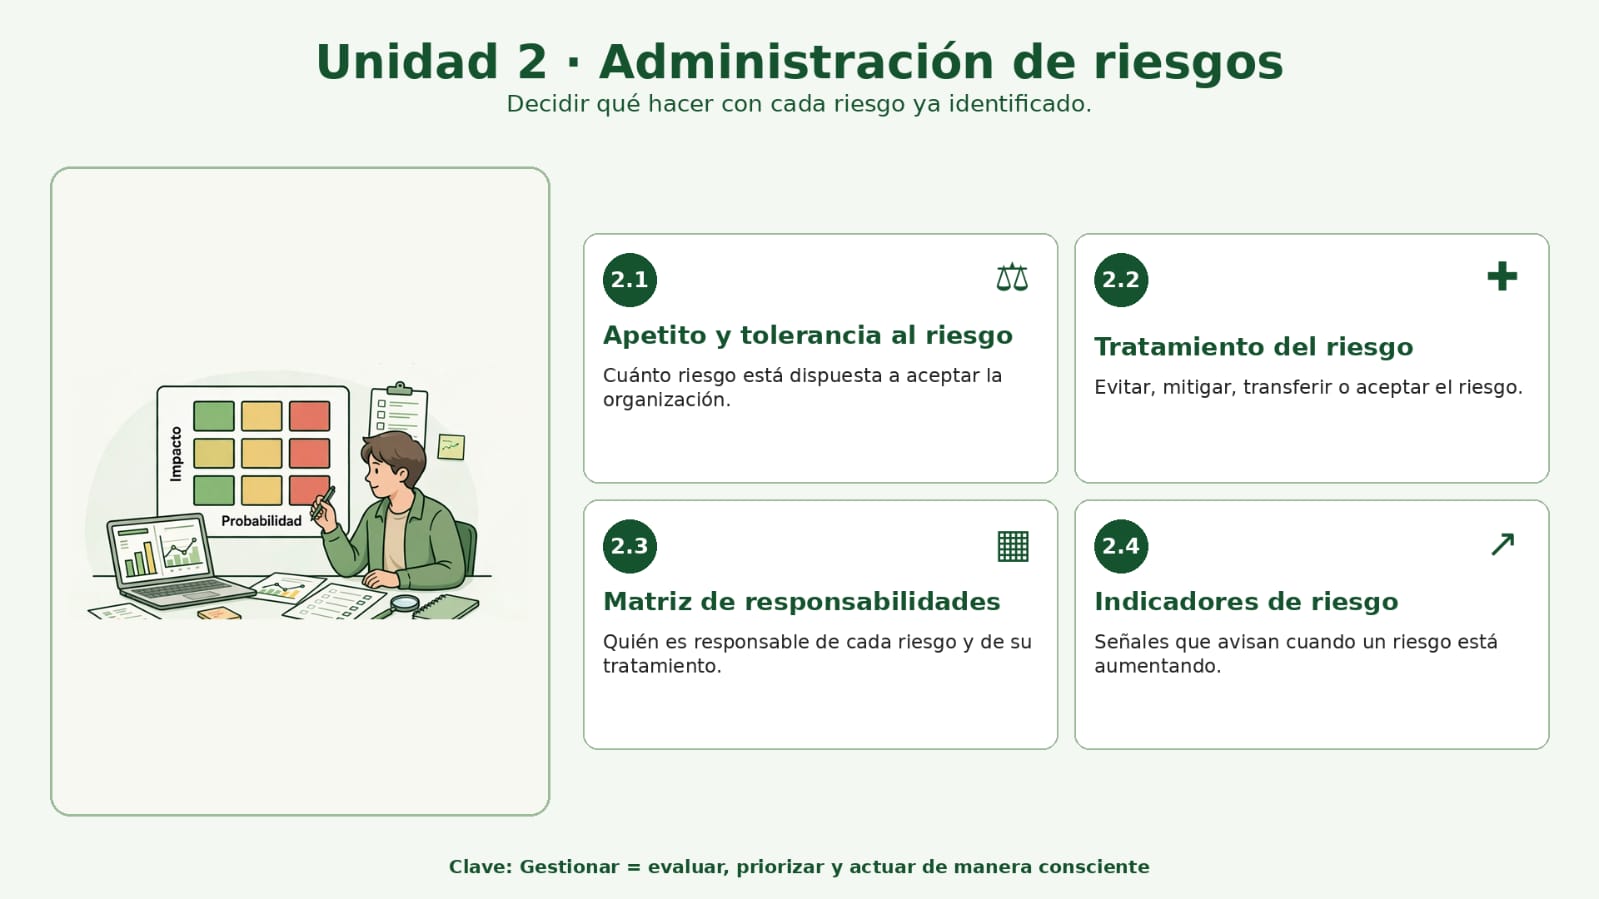 Unidad 2 · Administración de riesgos
Decidir qué hacer con cada riesgo ya identificado.
Impacto
Probabilidad
2.1
Apetito y tolerancia al riesgo
Cuánto riesgo está dispuesta a aceptar la
organización.
2.2
Tratamiento del riesgo
Evitar, mitigar, transferir o aceptar el riesgo.
2.3
Matriz de responsabilidades
Quién es responsable de cada riesgo y de su
tratamiento.
2.4
Indicadores de riesgo
Señales que avisan cuando un riesgo está
aumentando.
Clave: Gestionar = evaluar, priorizar y actuar de manera consciente